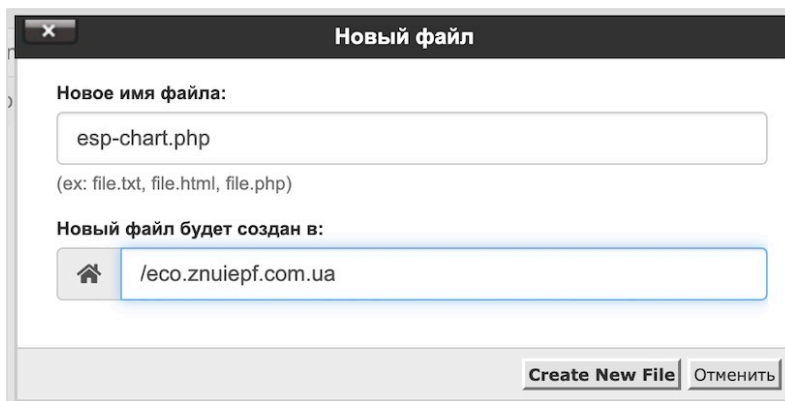 Новый файл
Новое имя файла:
esp-chart.php
(ex: file.txt, file.html, file.php)
Новый файл будет создан в:
/eco.znuiepf.com.ua
Create New File Отменить